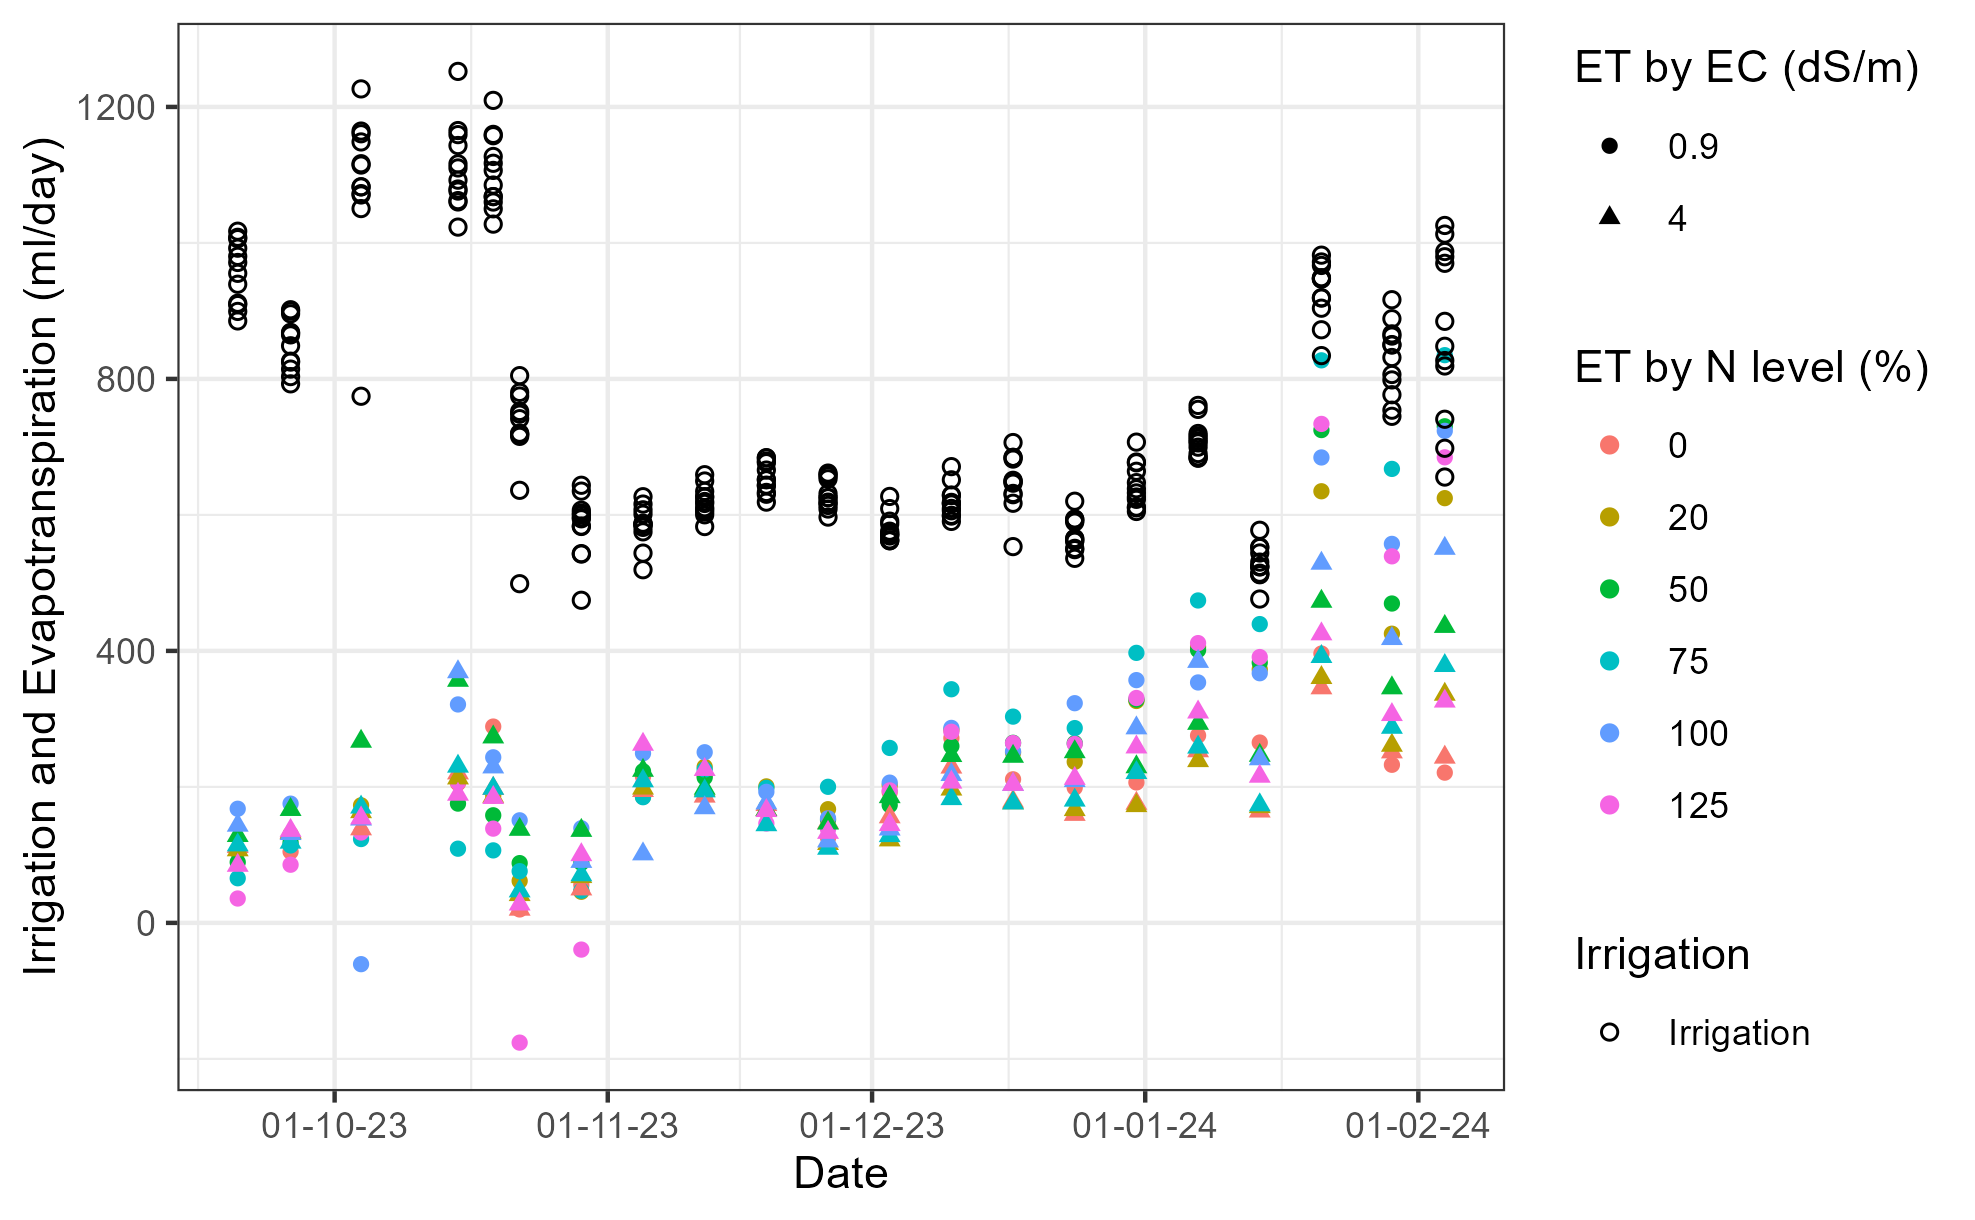 Irrigation and Evapotranspiration (ml/day)
1200
800
400
0
01-10-23
01-11-23
01-12-23
01-01-24
01-02-24
Date
ET by EC (dS/m)
0.9
4
ET by N level (%)
0
20
50
75
100
125
Irrigation
Irrigation